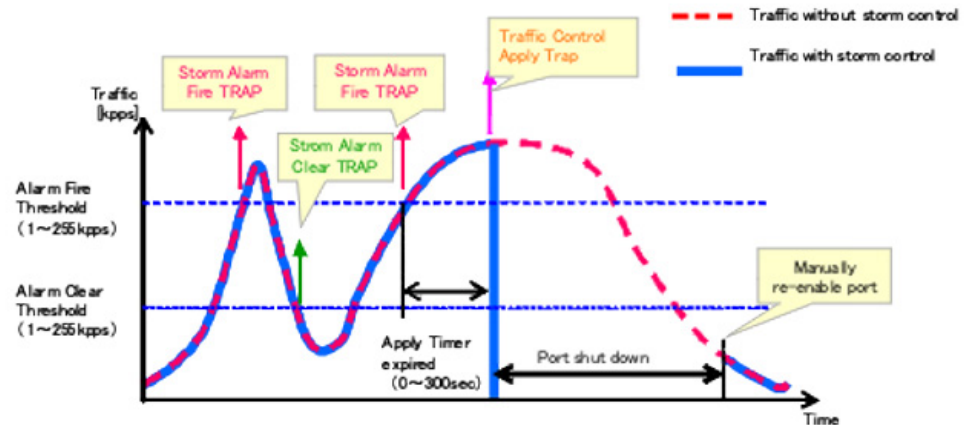 Traffic without storm control
Traffic with storm control
Traffic Control
Apply Trap
Storm Alarm
Fire TRAP
Storm Alarm
Fire TRAP
Strom Alarm
Clear TRAP
Traffic
[kpps]
Alarm Fire
Threshold
(1～255kpps)
Alarm Clear
Threshold
(1～255kpps)
Manually
re-enable port
Apply Timer
expired
(0～300sec)
Port shut down
Time